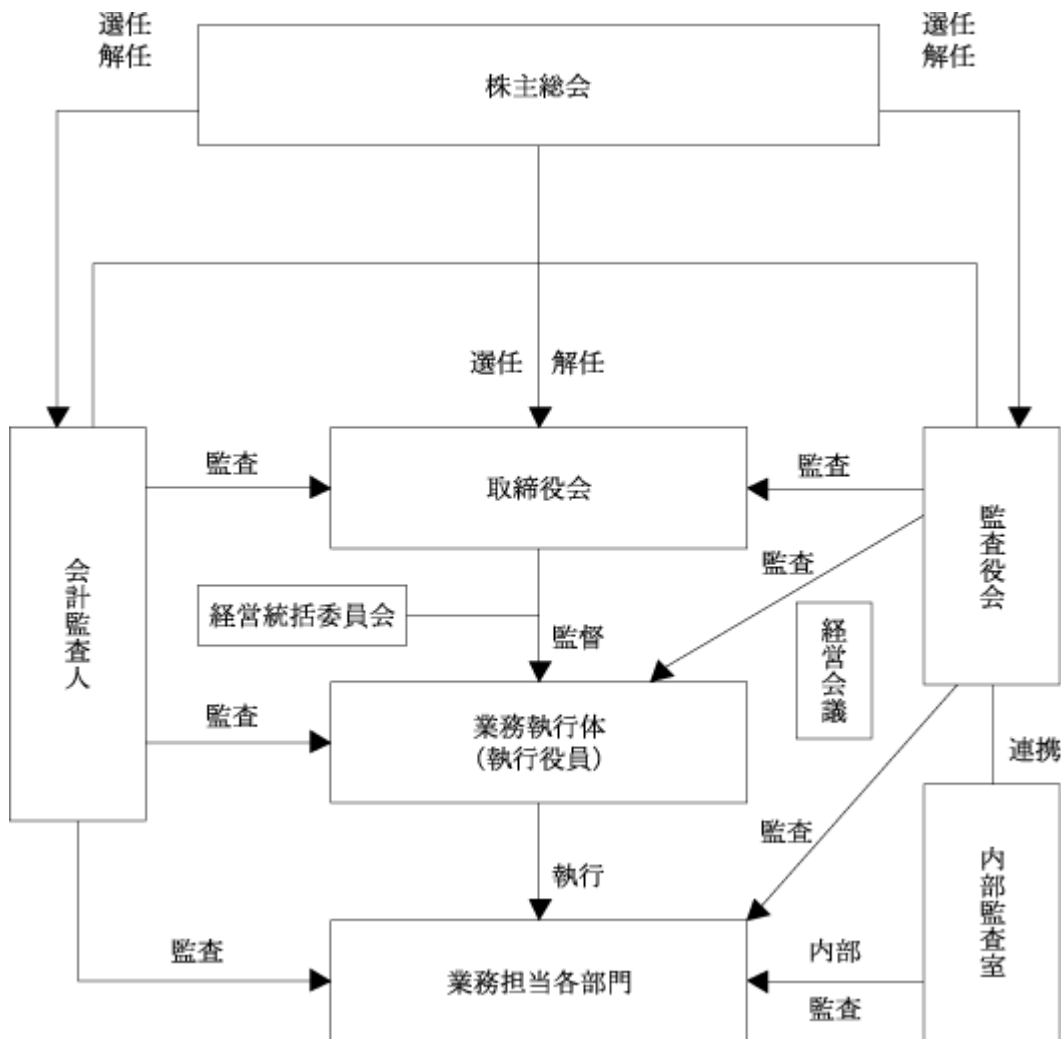 選任
解任
株主総会
選任
解任
選任 解任
監査
取締役会
監査
監査役会
会計監査人
監査
経営統括委員会
監督
経営会議
監査
業務執行体
（執行役員）
連携
監査
執行
内部監査室
監査
業務担当各部門
内部
監査